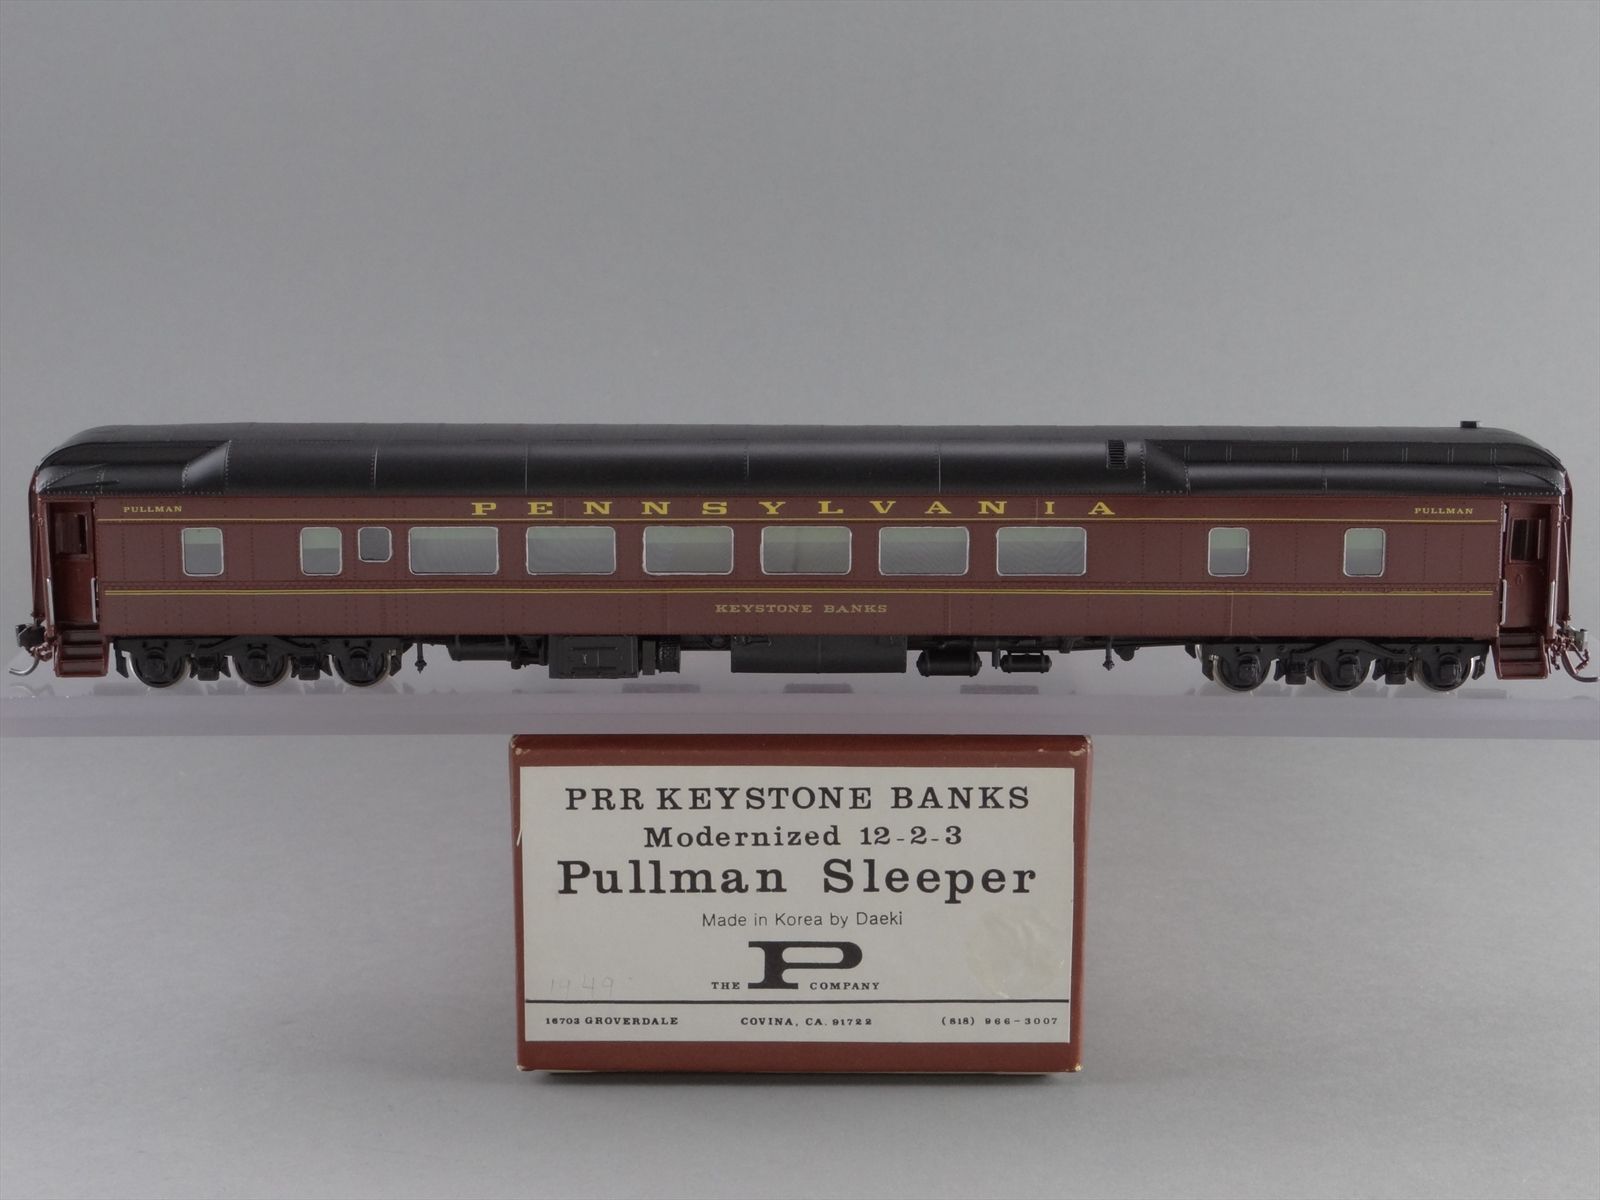 PENNSYLVANIA
PULLMAN
PULLMAN
KEYSTONE BANKS
PRR KEYSTONE BANKS
Modernized 12-2-3
Pullman Sleeper
Made in Korea by Daeki
THE P COMPANY
1949
16703 GROVERDALE COVINA, CA. 91722 (818) 966-3007